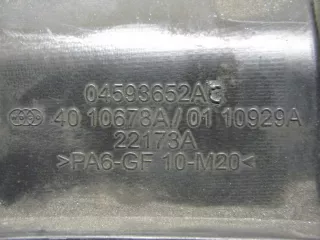 04593652AC
40 10678A / 01 10929A
22173A
>PA6-GF 10-M20<